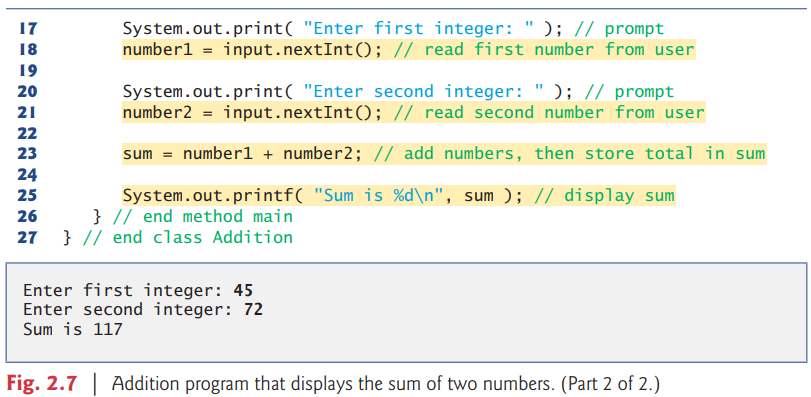 17 System.out.print( "Enter first integer: " ); // prompt
18 number1 = input.nextInt(); // read first number from user
19
20 System.out.print( "Enter second integer: " ); // prompt
21 number2 = input.nextInt(); // read second number from user
22
23 sum = number1 + number2; // add numbers, then store total in sum
24
25 System.out.printf( "Sum is %d\n", sum ); // display sum
26 } // end method main
27 } // end class Addition
Enter first integer: 45
Enter second integer: 72
Sum is 117
Fig. 2.7 | Addition program that displays the sum of two numbers. (Part 2 of 2.)